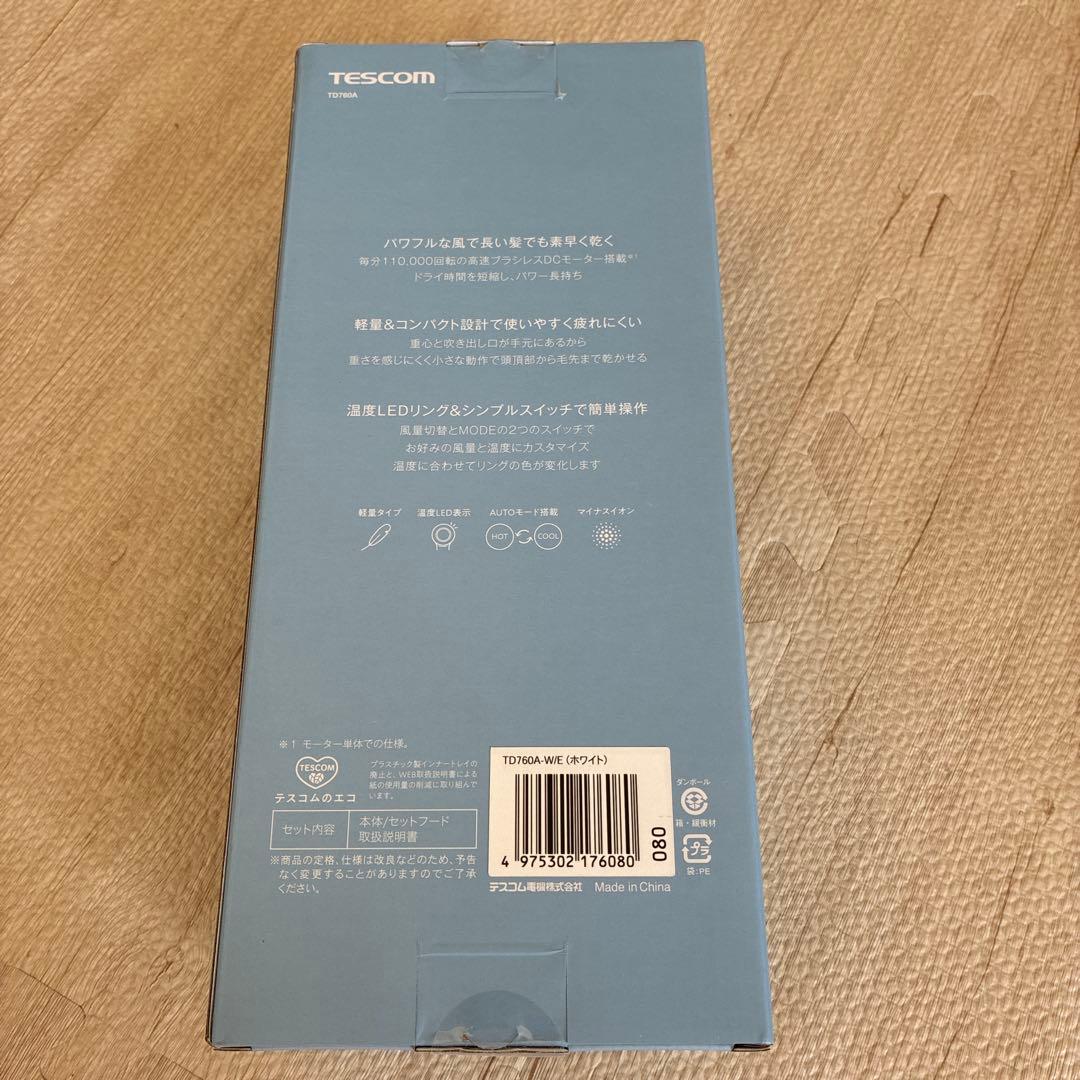 TESCOM
TD760A
パワフルな風で長い髪でも素早く乾く
毎分110,000回転の高速ブラシレスDCモーター搭載※1
ドライ時間を短縮し、パワー長持ち
軽量&コンパクト設計で使いやすく疲れにくい
重心と吹き出し口が手元にあるから
重さを感じにくく小さな動作で頭頂部から毛先まで乾かせる
温度LEDリング&シンプルスイッチで簡単操作
風量切替とMODEの2つのスイッチで
お好みの風量と温度にカスタマイズ
温度に合わせてリングの色が変化します
軽量タイプ 温度LED表示 AUTOモード搭載 マイナスイオン
HOT COOL
※1 モーター単体での仕様。
TESCOM
テスコムのエコ
プラスチック製インナートレイの
廃止と、WEB取扱説明書による
紙の使用量の削減に取り組んで
います。
セット内容 本体/セットフード
取扱説明書
※商品の定格、仕様は改良などのため、予告
なく変更することがありますのでご了承
ください。
TD760A-W/E (ホワイト)
4 975302 176080
080
テスコム電機株式会社 Made in China
ダンボール
箱・緩衝材
プラ
袋:PE